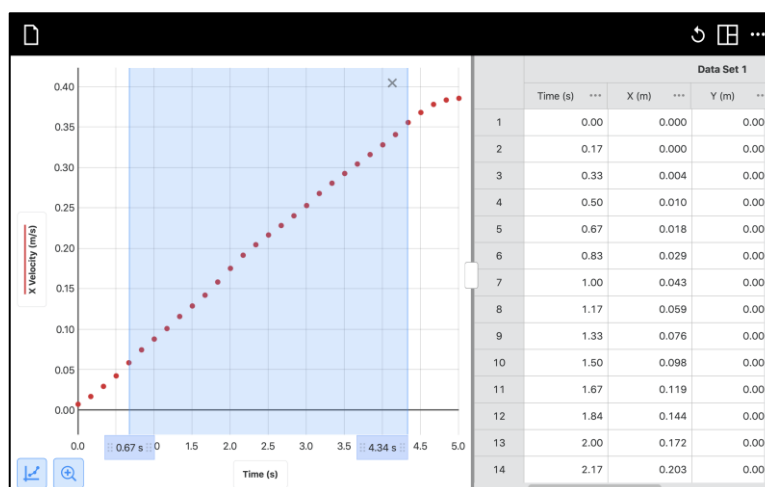 Data Set 1
Time (s) ··· X (m) ··· Y (m) ···
1 0.00 0.000 0.00
2 0.17 0.000 0.00
3 0.33 0.004 0.00
4 0.50 0.010 0.00
5 0.67 0.018 0.00
6 0.83 0.029 0.00
7 1.00 0.043 0.00
8 1.17 0.059 0.00
9 1.33 0.076 0.00
10 1.50 0.098 0.00
11 1.67 0.119 0.00
12 1.84 0.144 0.00
13 2.00 0.172 0.00
14 2.17 0.203 0.00
X Velocity (m/s)
0.40
0.35
0.30
0.25
0.20
0.15
0.10
0.05
0.00
0.0 0.67 s 0 1.5 2.0 2.5 3.0 3.5 4.34 s 4.5 5.0
Time (s)